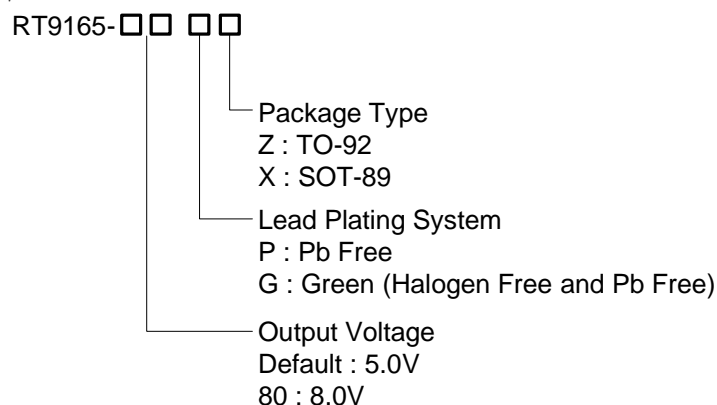 RT9165-□□ □□
Package Type
Z : TO-92
X : SOT-89
Lead Plating System
P : Pb Free
G : Green (Halogen Free and Pb Free)
Output Voltage
Default : 5.0V
80 : 8.0V